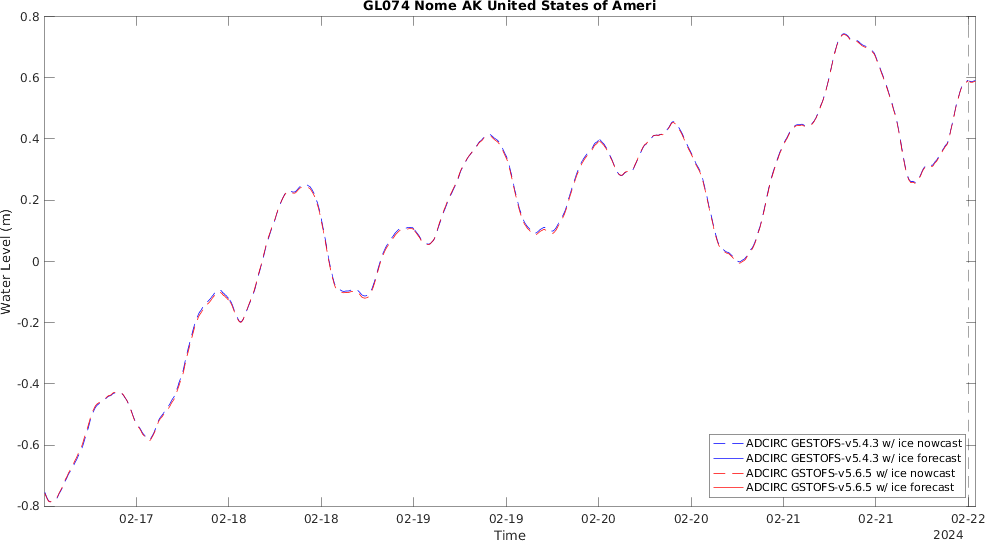 GL074 Nome AK United States of Ameri
0.8
0.6
0.4
0.2
0
-0.2
-0.4
-0.6
-0.8
Water Level (m)
ADCIRC GESTOFS-v5.4.3 w/ ice nowcast
ADCIRC GESTOFS-v5.4.3 w/ ice forecast
ADCIRC GSTOFS-v5.6.5 w/ ice nowcast
ADCIRC GSTOFS-v5.6.5 w/ ice forecast
02-17 02-18 02-18 02-19 02-19 02-20 02-20 02-21 02-21 02-22
Time
2024